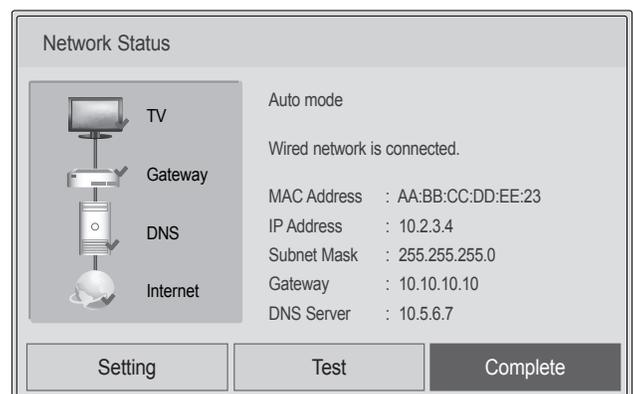 Network Status
TV
Gateway
DNS
Internet
Auto mode
Wired network is connected.
MAC Address : AA:BB:CC:DD:EE:23
IP Address : 10.2.3.4
Subnet Mask : 255.255.255.0
Gateway : 10.10.10.10
DNS Server : 10.5.6.7
Setting
Test
Complete